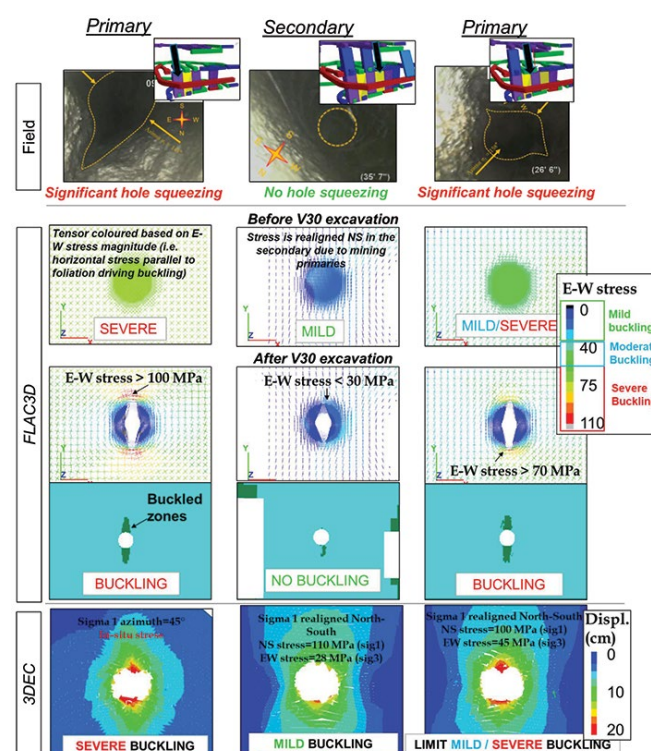 Primary
Secondary
Primary
Field
S
E W
N
(35' 7")
(26' 6")
Significant hole squeezing
No hole squeezing
Significant hole squeezing
FLAC3D
Before V30 excavation
Tensor coloured based on E-
W stress magnitude (i.e.
horizontal stress parallel to
foliation driving buckling)
Stress is realigned NS in the
secondary due to mining
primaries
Y
Z
SEVERE
Y
Z
MILD
Y
Z
MILD/SEVERE
E-W stress
0
40
75
110
Mild
buckling
Moderate
Buckling
Severe
Buckling
After V30 excavation
E-W stress > 100 MPa
E-W stress < 30 MPa
E-W stress > 70 MPa
Y
Z
Y
Z
Y
Z
Buckled
zones
BUCKLING
NO BUCKLING
BUCKLING
3DEC
Sigma 1 azimuth=45°
In-situ stress
SEVERE BUCKLING
Sigma 1 realigned North-
South
NS stress=110 MPa (sig1)
EW stress=28 MPa (sig3)
MILD BUCKLING
Sigma 1 realigned North-South
NS stress=100 MPa (sig1)
EW stress=45 MPa (sig3)
LIMIT MILD / SEVERE BUCKLING
Displ.
(cm)
0
10
20